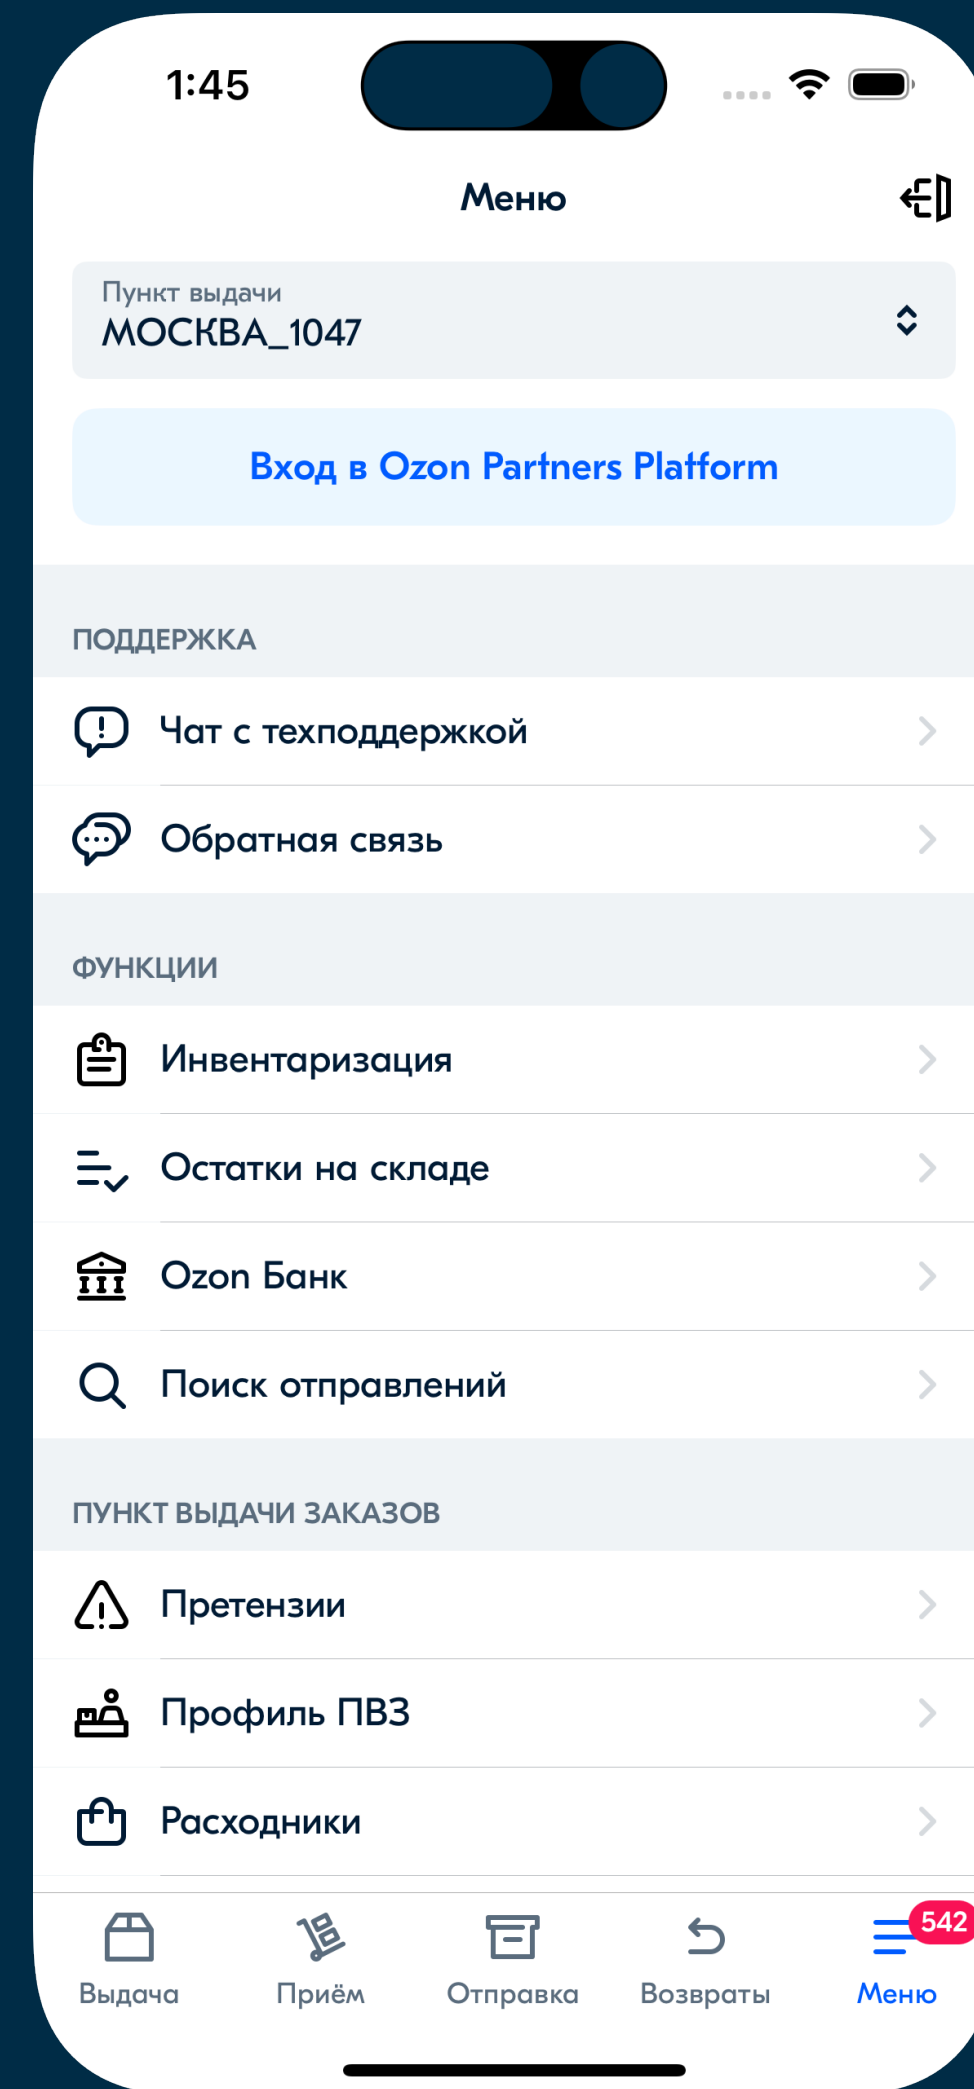 1:45
Меню
Пункт выдачи
МОСКВА_1047
Вход в Ozon Partners Platform
ПОДДЕРЖКА
Чат с техподдержкой
Обратная связь
ФУНКЦИИ
Инвентаризация
Остатки на складе
Ozon Банк
Поиск отправлений
ПУНКТ ВЫДАЧИ ЗАКАЗОВ
Претензии
Профиль ПВЗ
Расходники
542
Выдача
Приём
Отправка
Возвраты
Меню